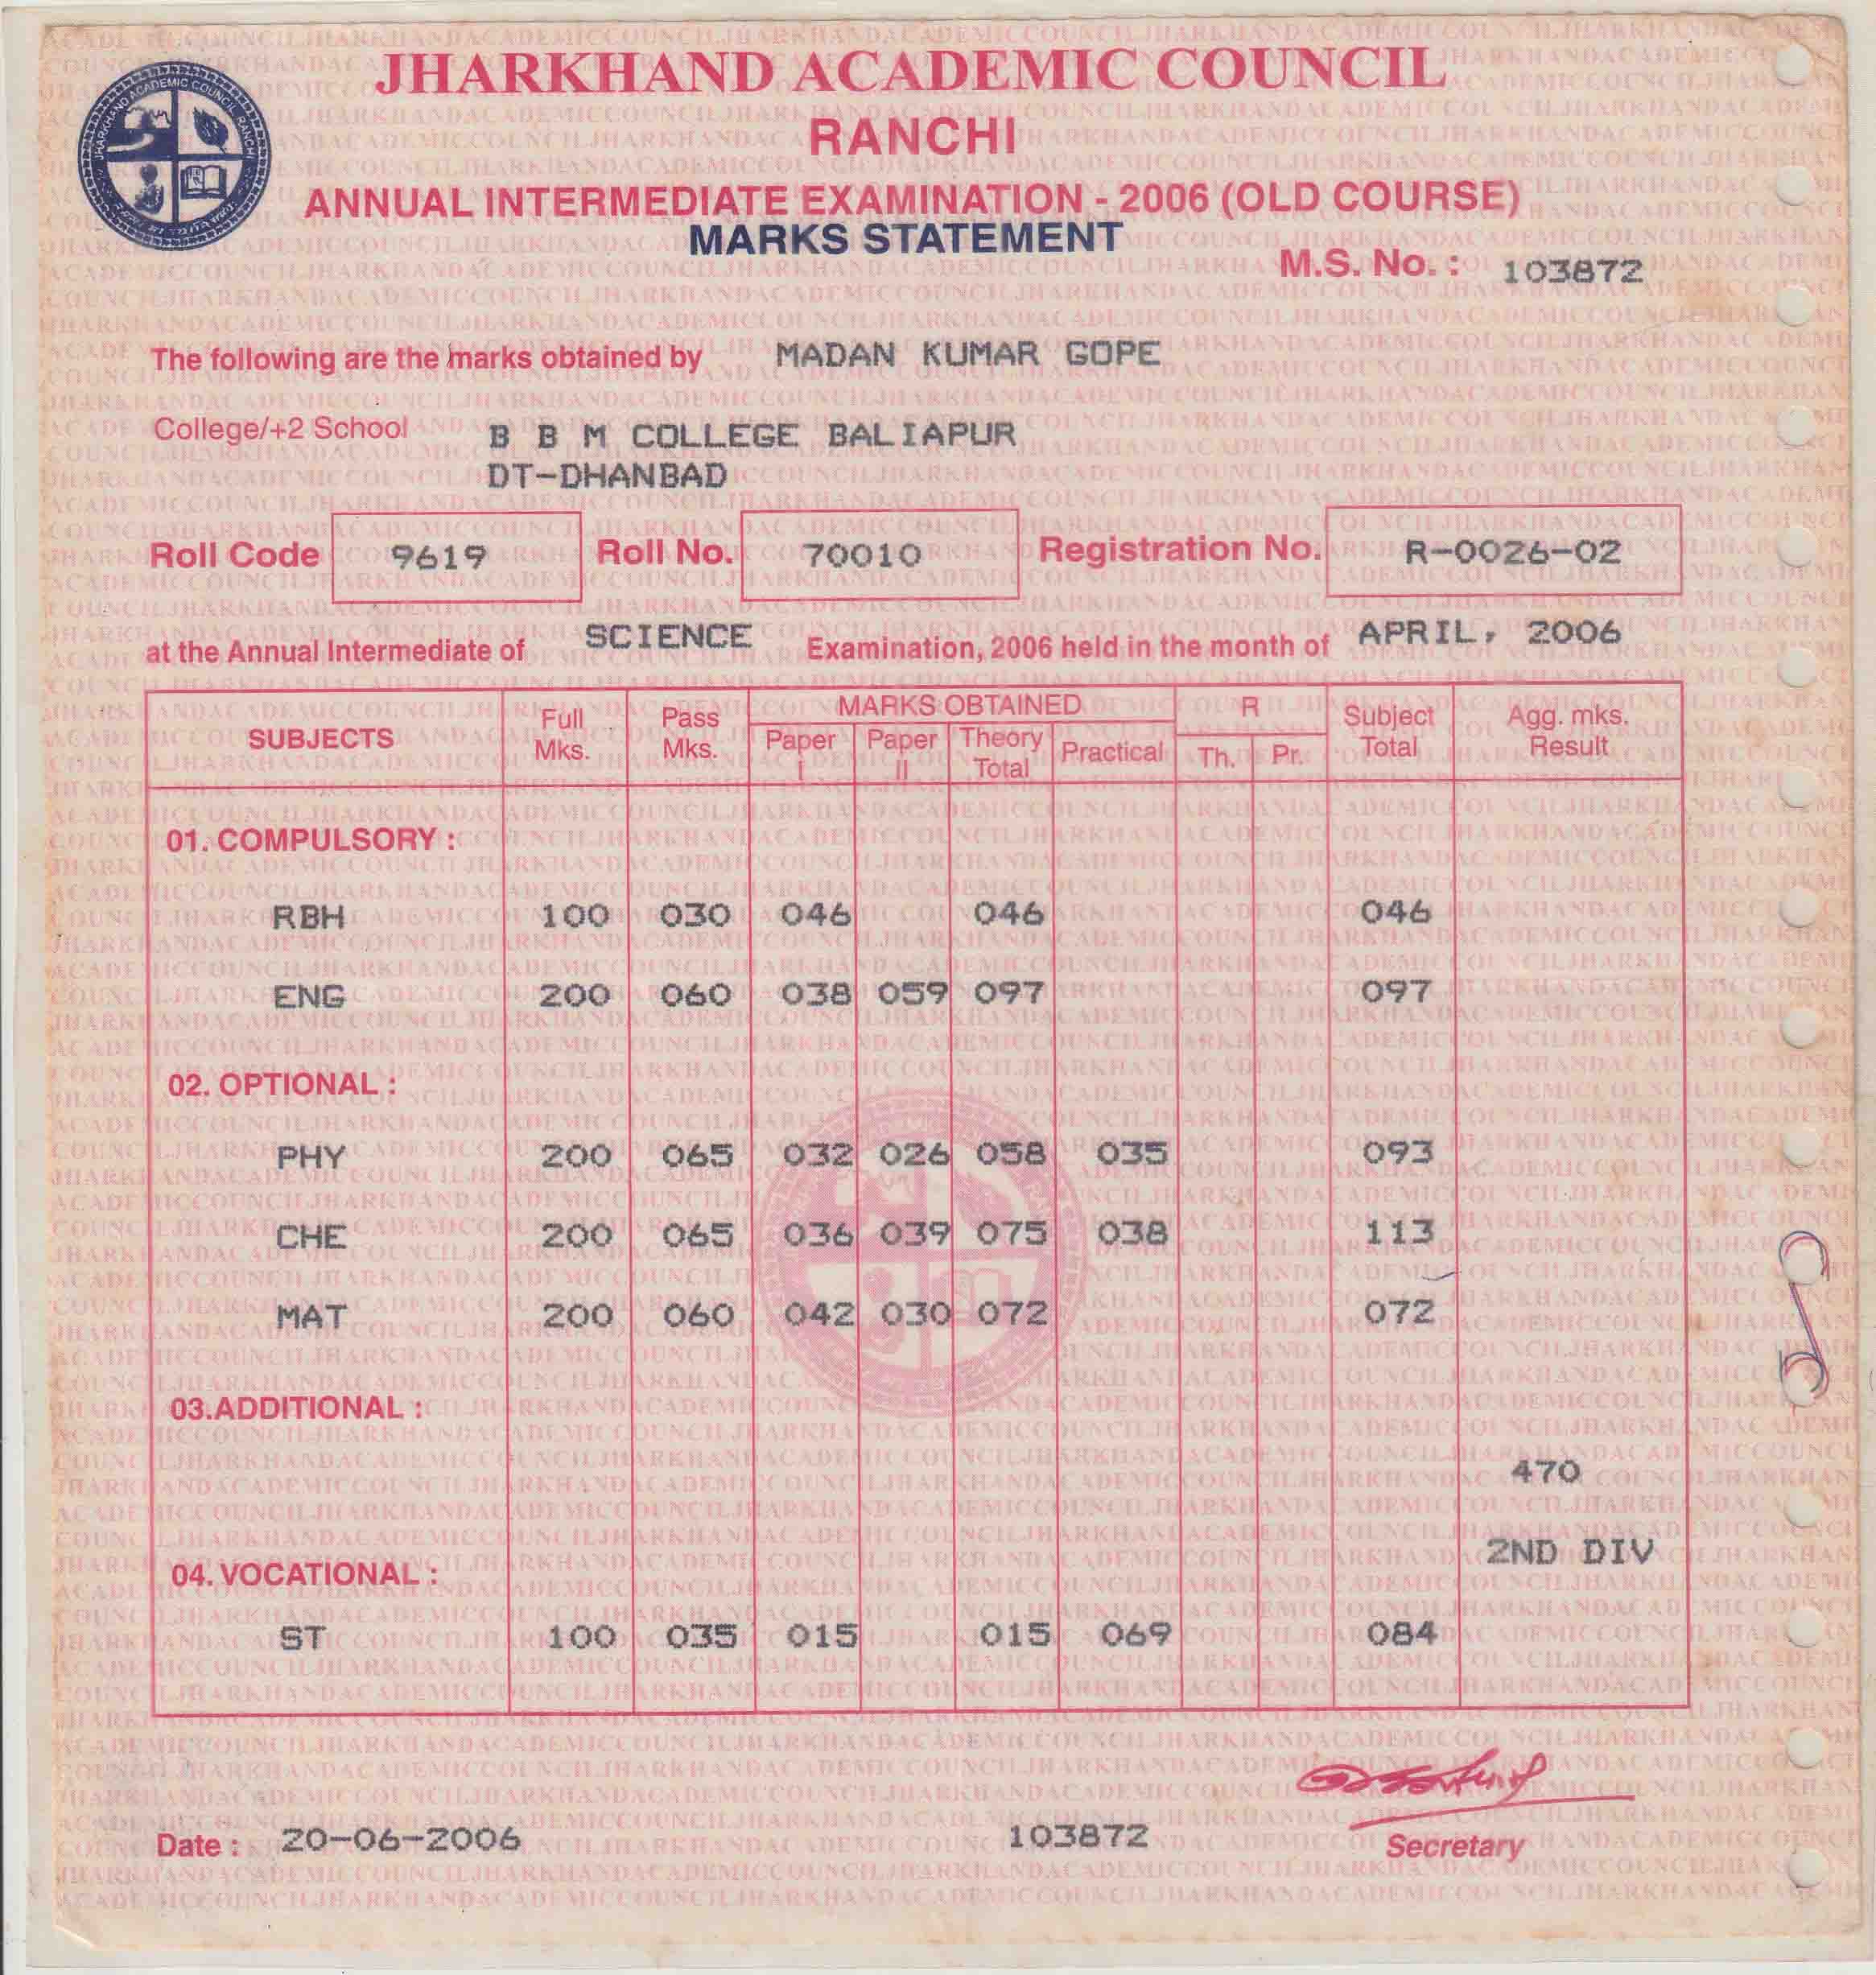 JHARKHAND ACADEMIC COUNCIL
RANCHI
ANNUAL INTERMEDIATE EXAMINATION - 2006 (OLD COURSE)
MARKS STATEMENT
M.S. No. : 103872
JHARKHAND ACADEMIC COUNCIL, RANCHI
The following are the marks obtained by MADAN KUMAR GOPE
College/+2 School B B M COLLEGE BALIAPUR
DT-DHANBAD
Roll Code 9619 Roll No. 70010 Registration No. R-0026-02
at the Annual Intermediate of SCIENCE Examination, 2006 held in the month of APRIL, 2006
SUBJECTS Full Mks. Pass Mks. MARKS OBTAINED R Subject Total Agg. mks. Result
Paper I Paper II Theory Total Practical Th. Pr.
01. COMPULSORY :
RBH 100 030 046 046 046
ENG 200 060 038 059 097 097
02. OPTIONAL :
PHY 200 065 032 026 058 035 093
CHE 200 065 036 039 075 038 113
MAT 200 060 042 030 072 072
03.ADDITIONAL :
470
2ND DIV
04. VOCATIONAL :
ST 100 035 015 015 069 084
Date : 20-06-2006 103872 Secretary